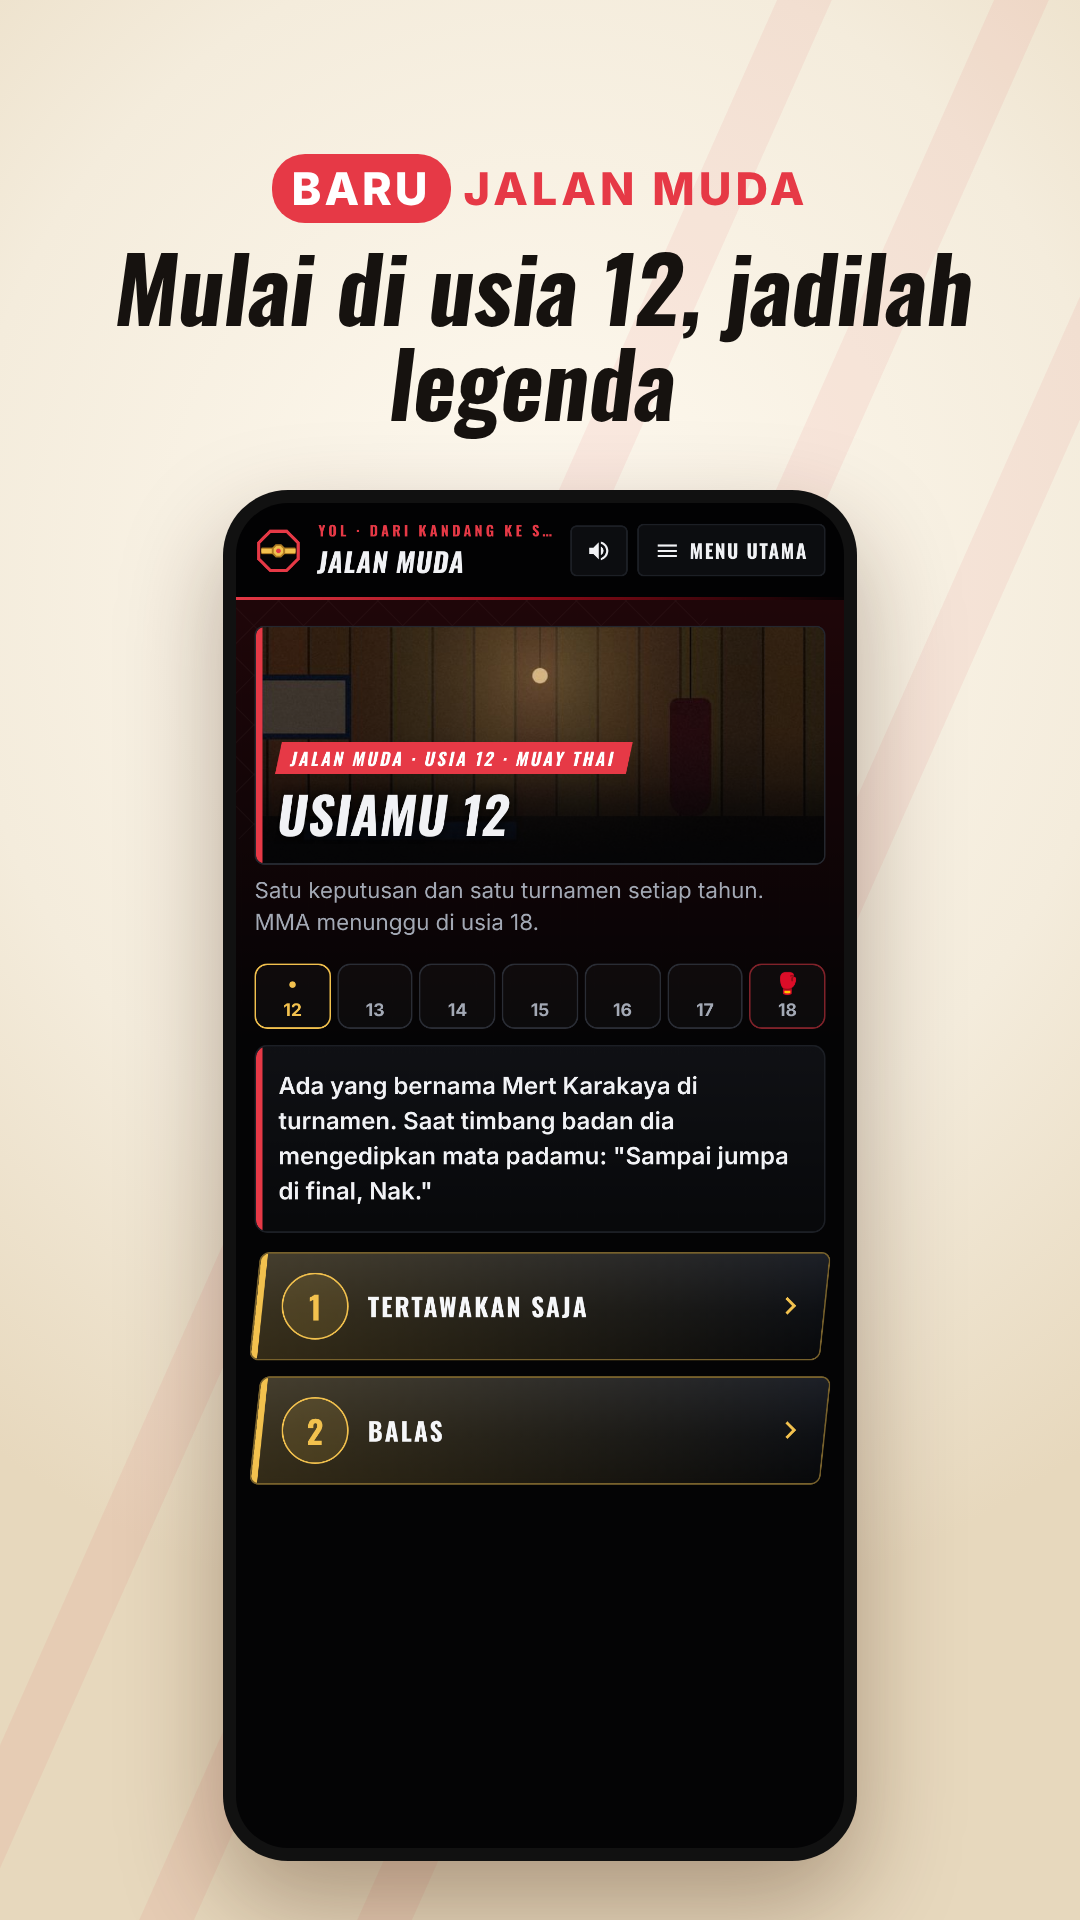 BARU JALAN MUDA
Mulai di usia 12, jadilah
legenda
YOL · DARI KANDANG KE S…
JALAN MUDA
MENU UTAMA
JALAN MUDA · USIA 12 · MUAY THAI
USIAMU 12
Satu keputusan dan satu turnamen setiap tahun.
MMA menunggu di usia 18.
12 13 14 15 16 17 18
Ada yang bernama Mert Karakaya di
turnamen. Saat timbang badan dia
mengedipkan mata padamu: "Sampai jumpa
di final, Nak."
1 TERTAWAKAN SAJA
2 BALAS